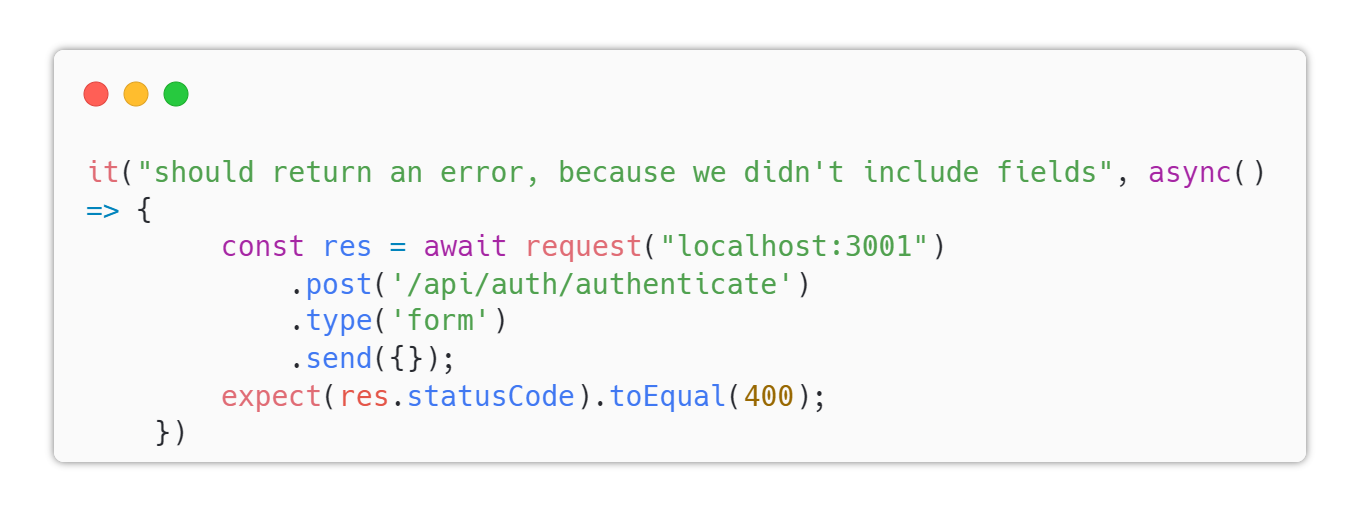 it("should return an error, because we didn't include fields", async()
=> {
        const res = await request("localhost:3001")
            .post('/api/auth/authenticate')
            .type('form')
            .send({});
        expect(res.statusCode).toEqual(400);
    })